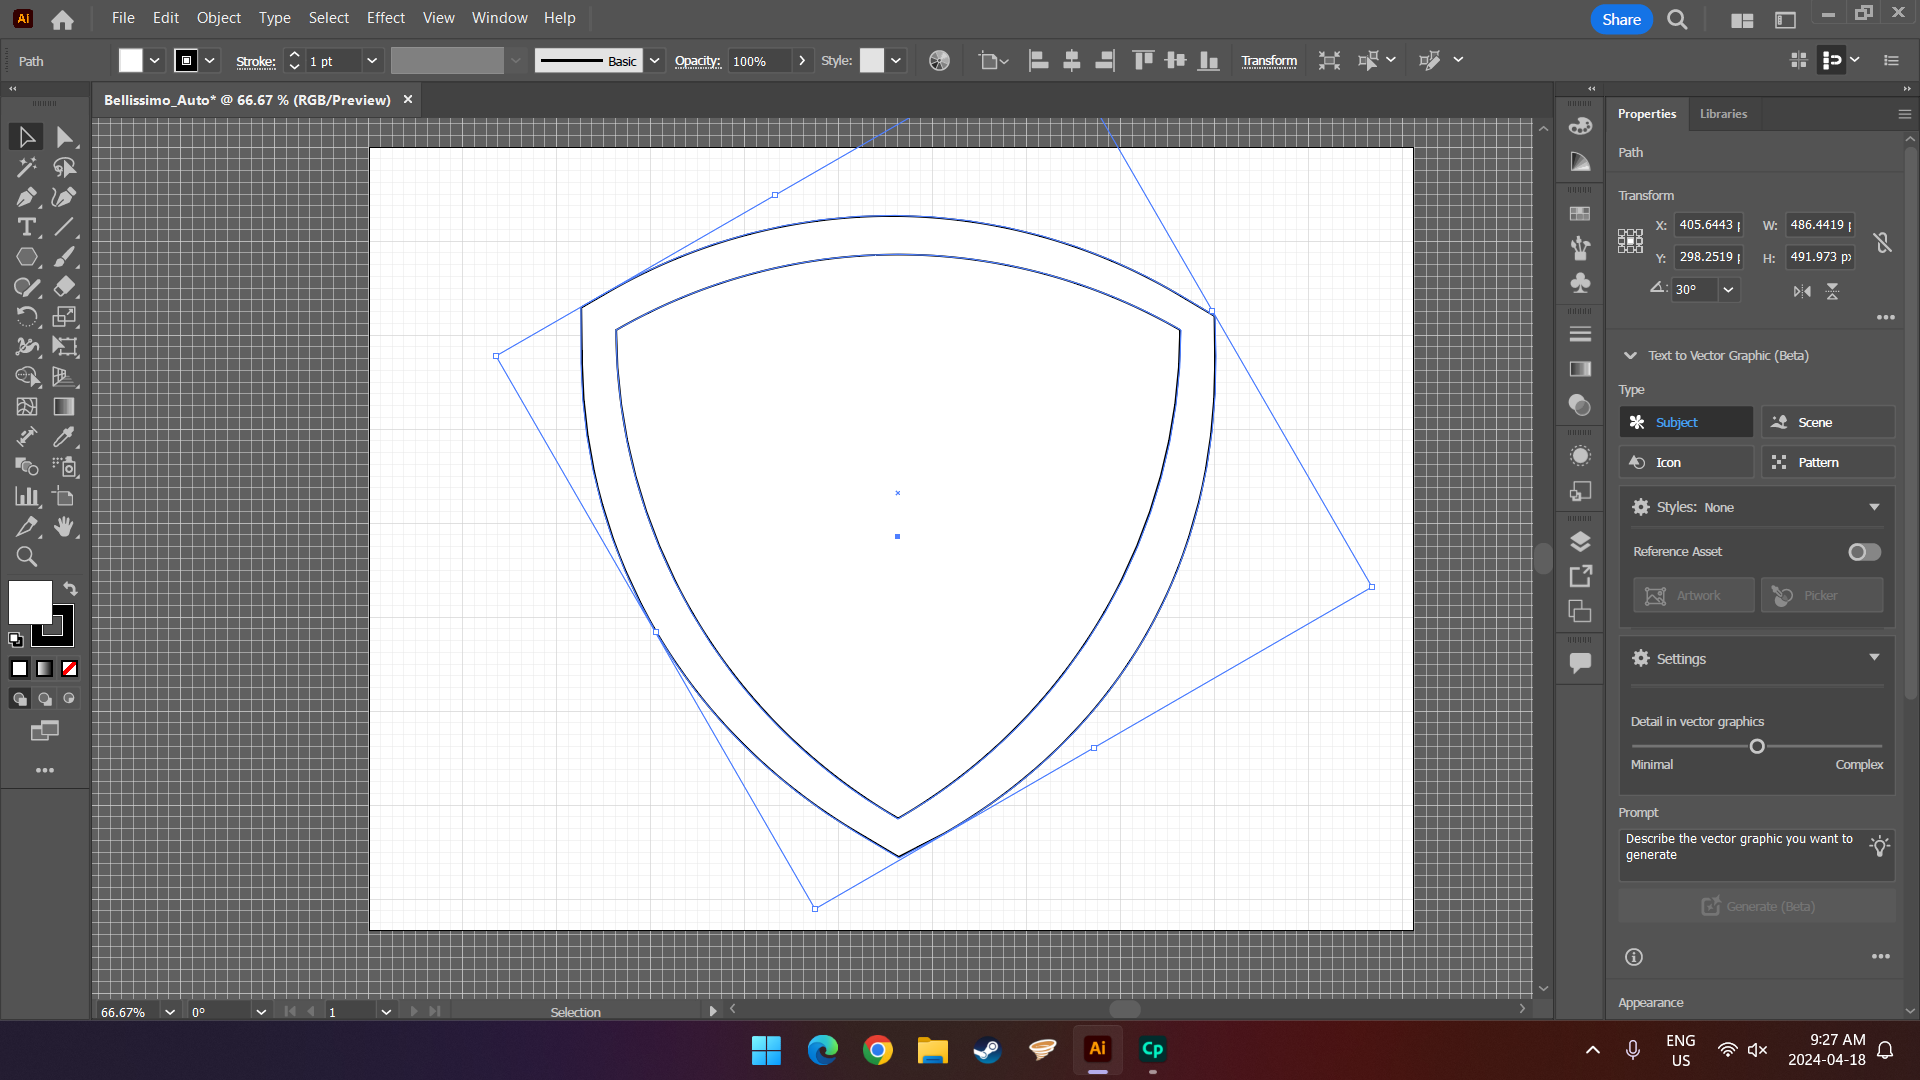 Ai File Edit Object Type Select Effect View Window Help Share
Path Stroke: 1 pt Basic Opacity: 100% Style: Transform
Bellissimo_Auto* @ 66.67 % (RGB/Preview) ×
Properties Libraries
Path
Transform
X: 405.6443 W: 486.4419
Y: 298.2519 H: 491.973 px
30°
Text to Vector Graphic (Beta)
Type
Subject Scene
Icon Pattern
Styles: None
Reference Asset
Artwork Picker
Settings
Detail in vector graphics
Minimal Complex
Prompt
Describe the vector graphic you want to
generate
Generate (Beta)
Appearance
66.67% 0° 1 Selection
Ai Cp
ENG
US
9:27 AM
2024-04-18